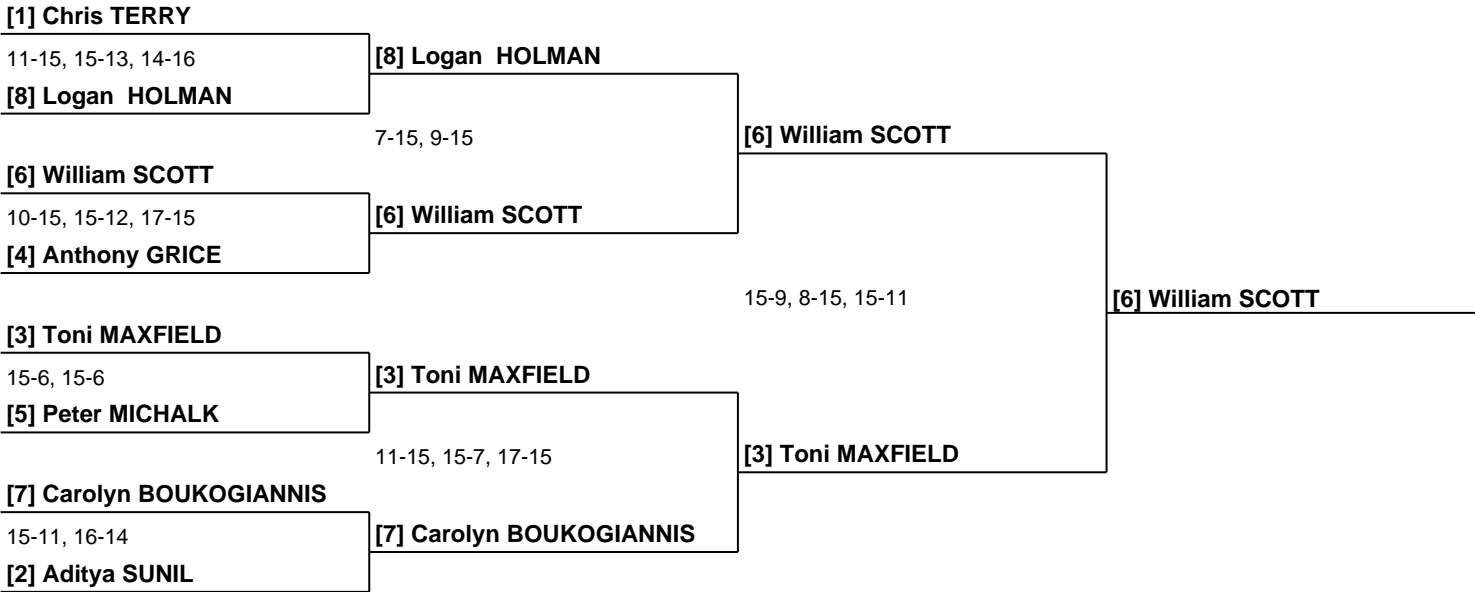 [1] Chris TERRY
11-15, 15-13, 14-16
[8] Logan  HOLMAN
[8] Logan  HOLMAN
7-15, 9-15
[6] William SCOTT
10-15, 15-12, 17-15
[4] Anthony GRICE
[6] William SCOTT
[6] William SCOTT
15-9, 8-15, 15-11
[6] William SCOTT
[3] Toni MAXFIELD
15-6, 15-6
[5] Peter MICHALK
[3] Toni MAXFIELD
11-15, 15-7, 17-15
[7] Carolyn BOUKOGIANNIS
15-11, 16-14
[2] Aditya SUNIL
[7] Carolyn BOUKOGIANNIS
[3] Toni MAXFIELD